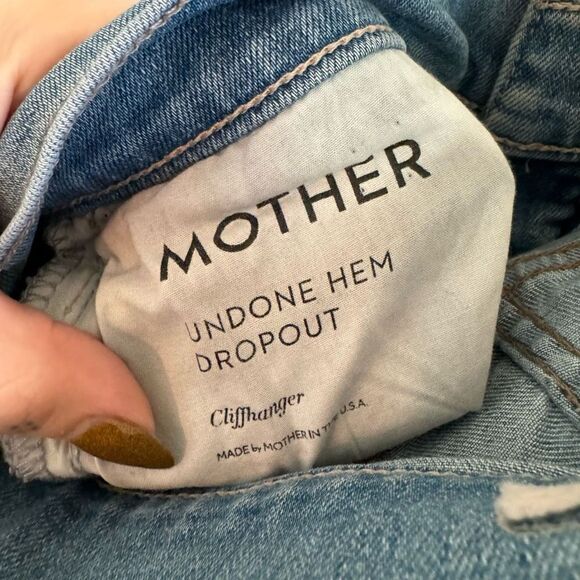 MOTHER
UNDONE HEM
DROPOUT
Cliffhanger
MADE by MOTHER IN THE U.S.A.